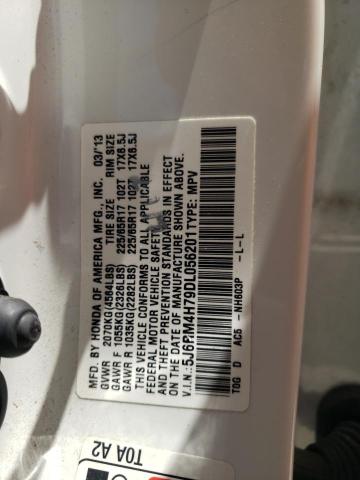 MFD. BY HONDA OF AMERICA MFG., INC. 03/'13
TIRE SIZE RIM SIZE
GVWR 2070KG(4564LBS)
GAWR F 1055KG(2326LBS) 225/65R17 102T 17X6.5J
GAWR R 1035KG(2282LBS) 225/65R17 102T 17X6.5J
THIS VEHICLE CONFORMS TO ALL APPLICABLE
FEDERAL MOTOR VEHICLE SAFETY AND
THEFT PREVENTION STANDARDS IN EFFECT
ON THE DATE OF MANUFACTURE SHOWN ABOVE.
V.I.N.: 5J6RM4H79DL056201 TYPE: MPV
T0G D AC5 - NH603P -L-L
T0A A2